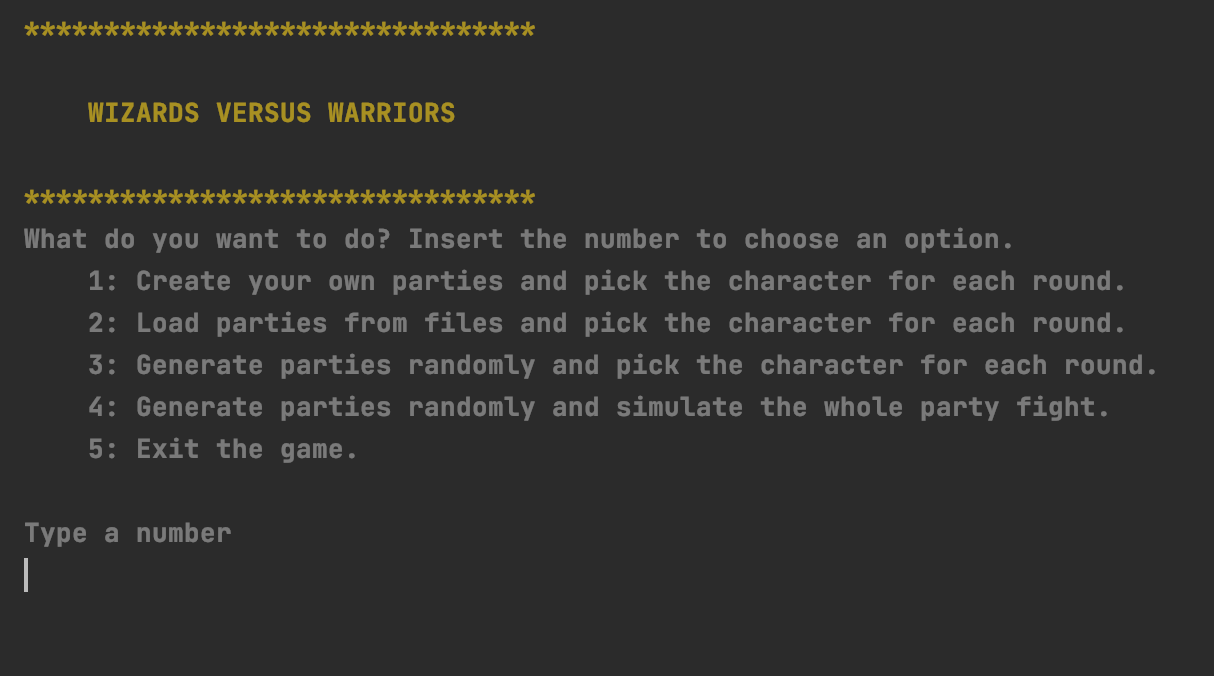 ********************************
WIZARDS VERSUS WARRIORS
********************************
What do you want to do? Insert the number to choose an option.
1: Create your own parties and pick the character for each round.
2: Load parties from files and pick the character for each round.
3: Generate parties randomly and pick the character for each round.
4: Generate parties randomly and simulate the whole party fight.
5: Exit the game.
Type a number